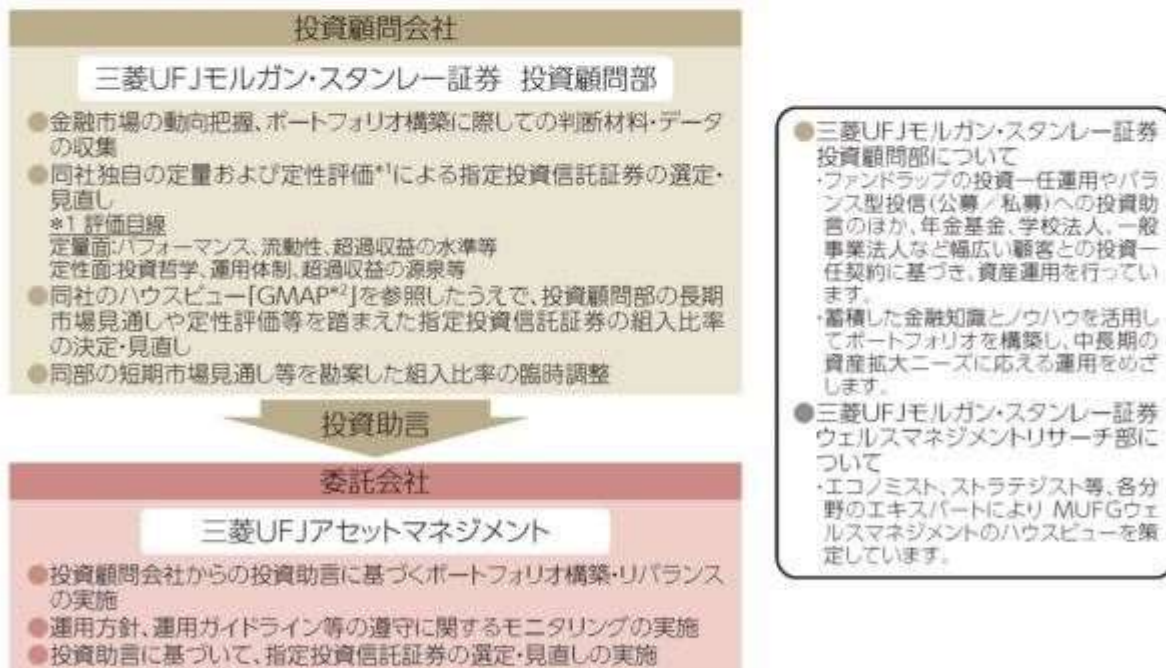 投資顧問会社
三菱UFJモルガン・スタンレー証券 投資顧問部
●金融市場の動向把握、ポートフォリオ構築に際しての判断材料・データ
の収集
●同社独自の定量および定性評価*1による指定投資信託証券の選定・
見直し
*1 評価目線
定量面:パフォーマンス、流動性、超過収益の水準等
定性面:投資哲学、運用体制、超過収益の源泉等
●同社のハウスビュー「GMAP*2」を参照したうえで、投資顧問部の長期
市場見通しや定性評価等を踏まえた指定投資信託証券の組入比率
の決定・見直し
●同部の短期市場見通し等を勘案した組入比率の臨時調整
投資助言
委託会社
三菱UFJアセットマネジメント
●投資顧問会社からの投資助言に基づくポートフォリオ構築・リバランス
の実施
●運用方針、運用ガイドライン等の遵守に関するモニタリングの実施
●投資助言に基づいて、指定投資信託証券の選定・見直しの実施
●三菱UFJモルガン・スタンレー証券
投資顧問部について
・ファンドラップの投資一任運用やバラ
ンス型投信(公募/私募)への投資助
言のほか、年金基金、学校法人、一般
事業法人など幅広い顧客との投資一
任契約に基づき、資産運用を行ってい
ます。
・蓄積した金融知識とノウハウを活用し
てポートフォリオを構築し、中長期の
資産拡大ニーズに応える運用をめざ
します。
●三菱UFJモルガン・スタンレー証券
ウェルスマネジメントリサーチ部に
ついて
・エコノミスト、ストラテジスト等、各分
野のエキスパートにより MUFGウェ
ルスマネジメントのハウスビューを策
定しています。